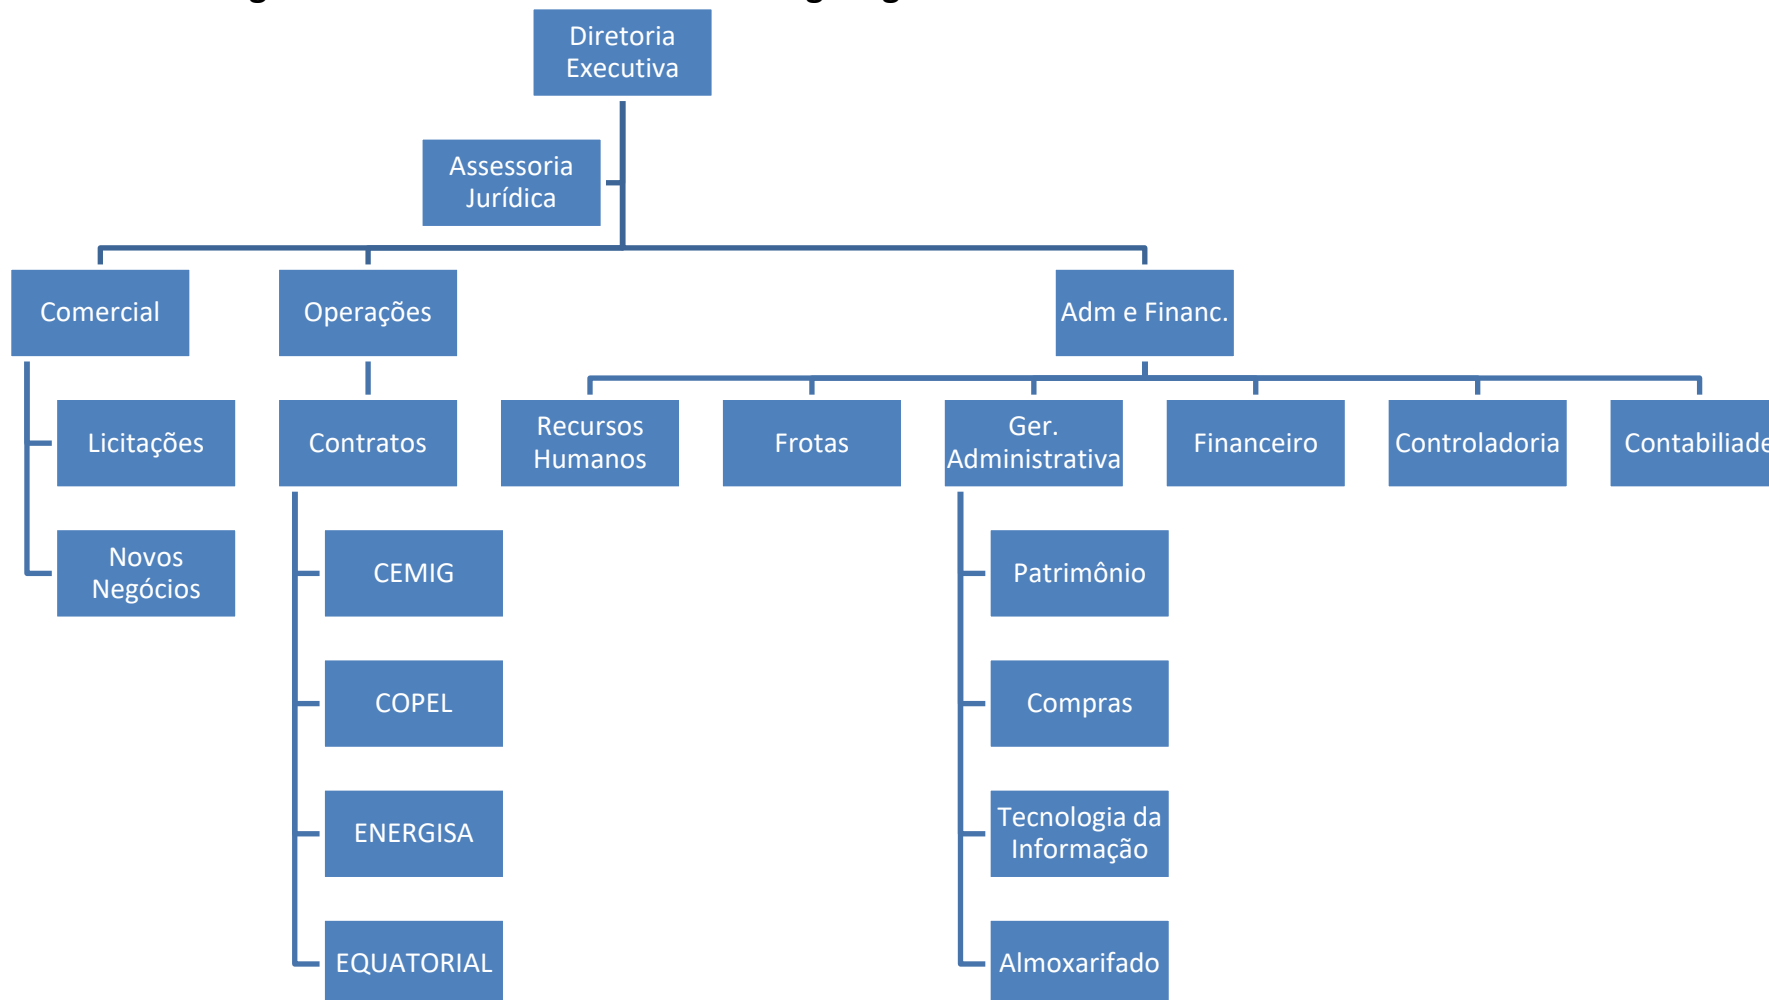 Diretoria
Executiva
Assessoria
Jurídica
Comercial
Operações
Adm e Financ.
Licitações
Contratos
Recursos
Humanos
Frotas
Ger.
Administrativa
Financeiro
Controladoria
Contabiliade
Novos
Negócios
CEMIG
Patrimônio
COPEL
Compras
ENERGISA
Tecnologia da
Informação
EQUATORIAL
Almoxarifado